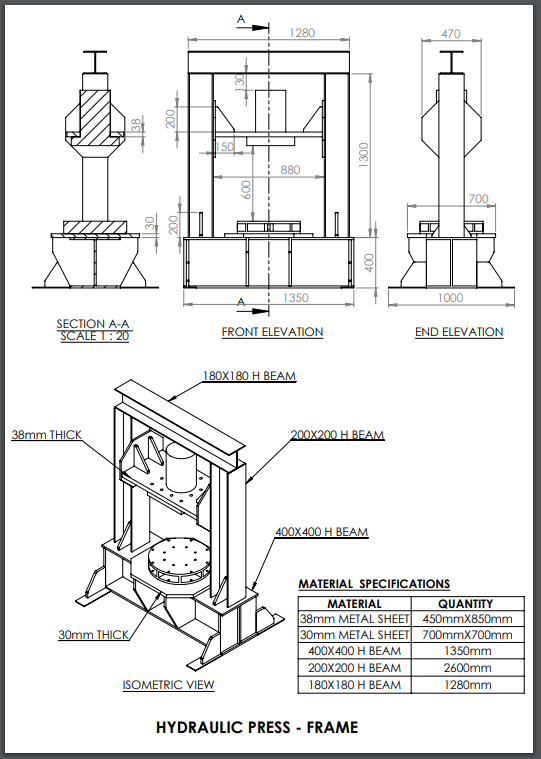 A
1280
470
130
200
38
150
880
600
1300
200
30
400
700
A
1350
1000
SECTION A-A
SCALE 1 : 20
FRONT ELEVATION
END ELEVATION
180X180 H BEAM
38mm THICK
200X200 H BEAM
400X400 H BEAM
30mm THICK
ISOMETRIC VIEW
MATERIAL SPECIFICATIONS
MATERIAL QUANTITY
38mm METAL SHEET 450mmX850mm
30mm METAL SHEET 700mmX700mm
400X400 H BEAM 1350mm
200X200 H BEAM 2600mm
180X180 H BEAM 1280mm
HYDRAULIC PRESS - FRAME